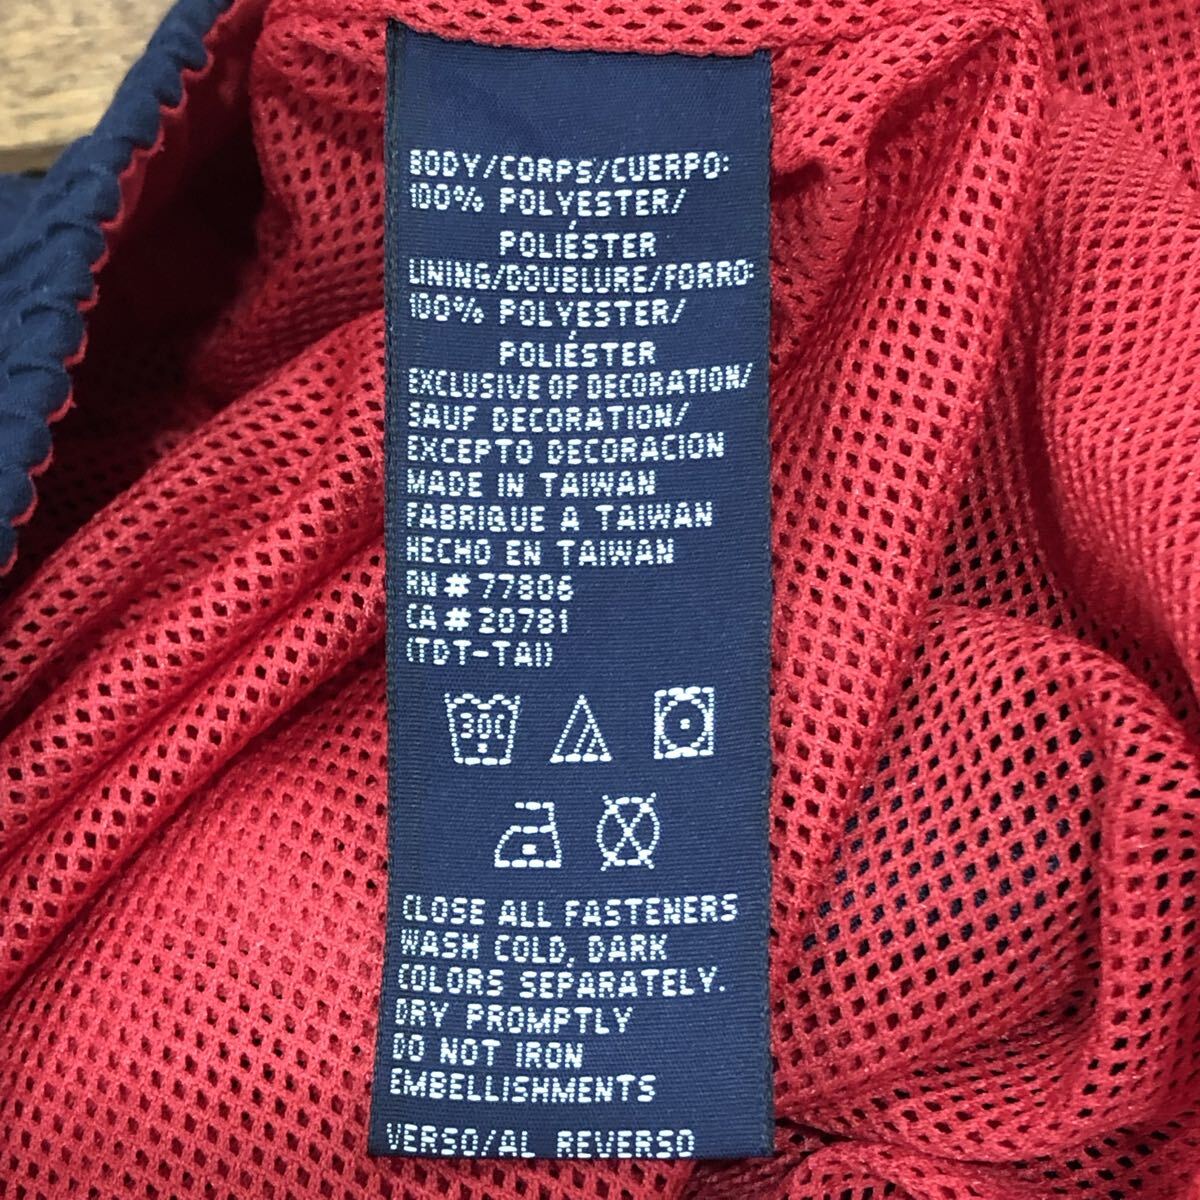 BODY/CORPS/CUERPO:
100% POLYESTER/
POLIÉSTER
LINING/DOUBLURE/FORRO:
100% POLYESTER/
POLIÉSTER
EXCLUSIVE OF DECORATION/
SAUF DECORATION/
EXCEPTO DECORACION
MADE IN TAIWAN
FABRIQUE A TAIWAN
HECHO EN TAIWAN
RN # 77806
CA # 20781
(TDT-TAI)
30C
CLOSE ALL FASTENERS
WASH COLD, DARK
COLORS SEPARATELY.
DRY PROMPTLY
DO NOT IRON
EMBELLISHMENTS
VERSO/AL REVERSO